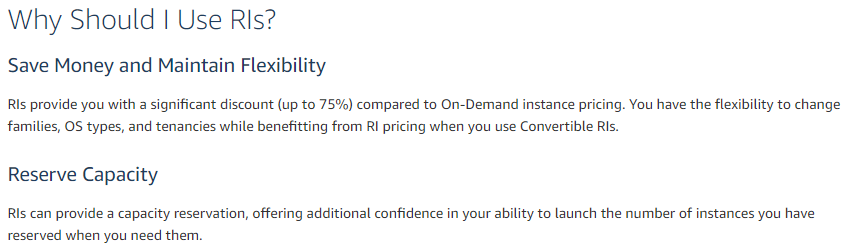 Why Should I Use RIs?
Save Money and Maintain Flexibility
RIs provide you with a significant discount (up to 75%) compared to On-Demand instance pricing. You have the flexibility to change
families, OS types, and tenancies while benefitting from RI pricing when you use Convertible RIs.
Reserve Capacity
RIs can provide a capacity reservation, offering additional confidence in your ability to launch the number of instances you have
reserved when you need them.